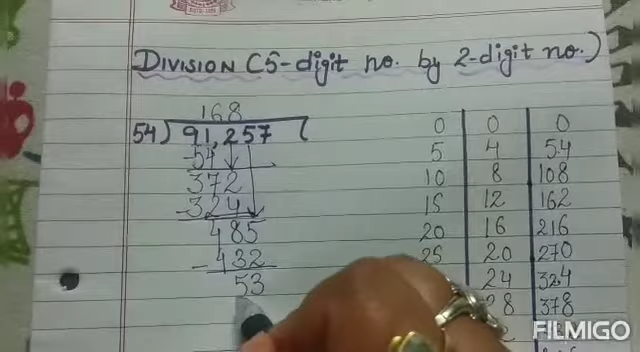 DIVISION (5-digit no. by 2-digit no.)
168
54) 91,257 (
-54
372
-324
485
-432
53
0 0 0
5 4 54
10 8 108
15 12 162
20 16 216
25 20 270
24 324
28 378
FILMIGO